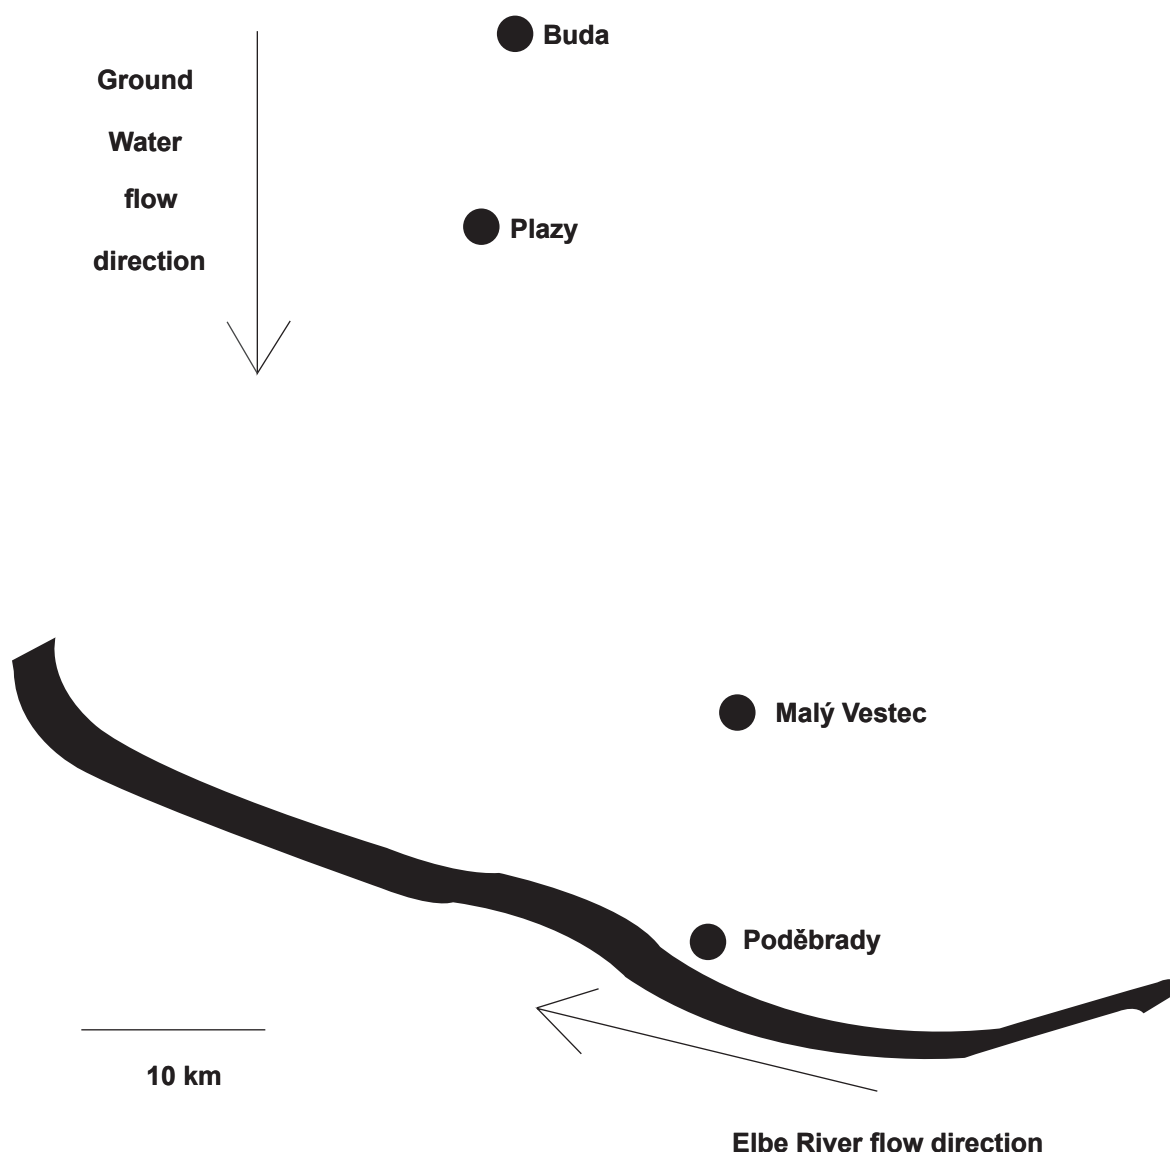 Buda
Ground
Water
flow
direction
Plazy
Malý Vestec
Poděbrady
10 km
Elbe River flow direction